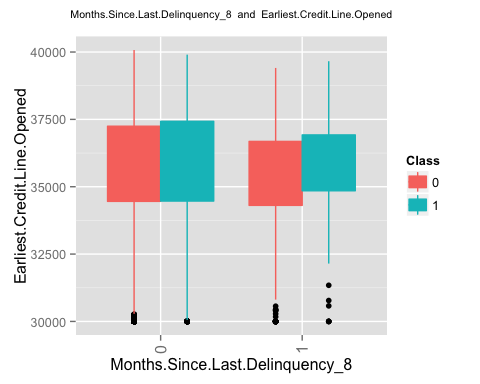 Months.Since.Last.Delinquency_8 and Earliest.Credit.Line.Opened
40000
37500
35000
32500
30000
Earliest.Credit.Line.Opened
0
1
Months.Since.Last.Delinquency_8
Class
0
1